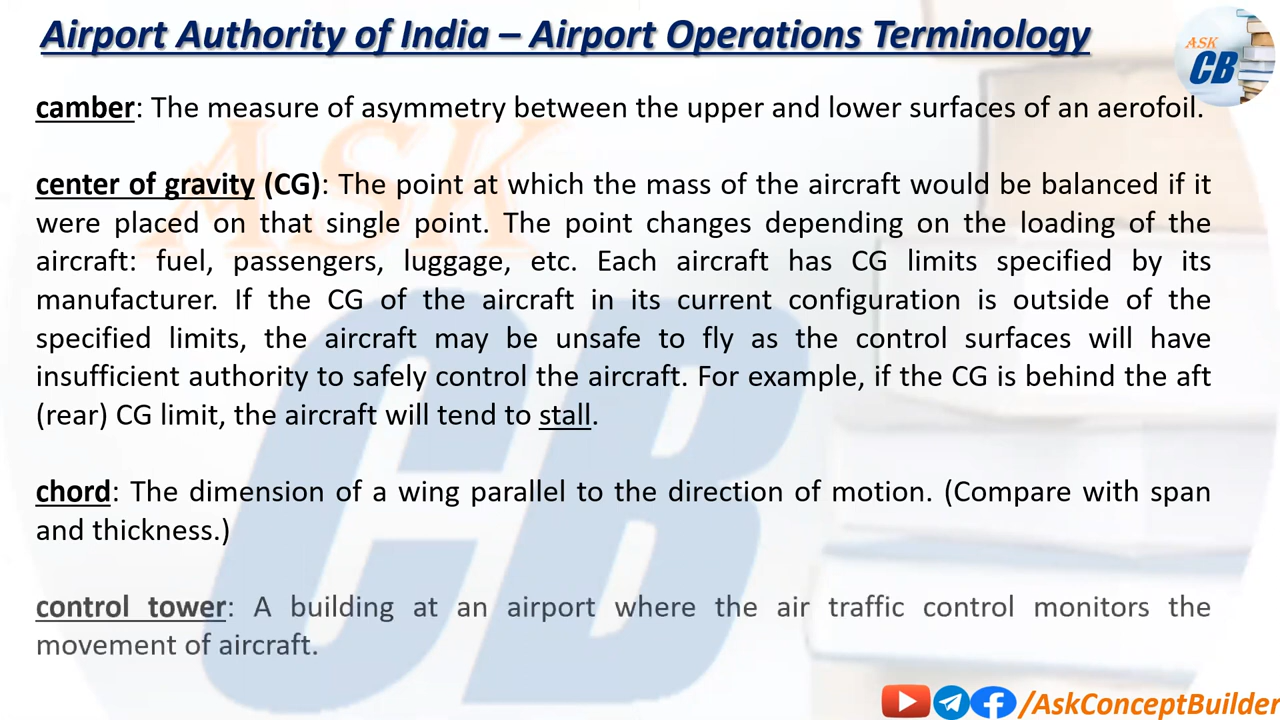 Airport Authority of India – Airport Operations Terminology
ASK
CB
camber: The measure of asymmetry between the upper and lower surfaces of an aerofoil.
center of gravity (CG): The point at which the mass of the aircraft would be balanced if it
were placed on that single point. The point changes depending on the loading of the
aircraft: fuel, passengers, luggage, etc. Each aircraft has CG limits specified by its
manufacturer. If the CG of the aircraft in its current configuration is outside of the
specified limits, the aircraft may be unsafe to fly as the control surfaces will have
insufficient authority to safely control the aircraft. For example, if the CG is behind the aft
(rear) CG limit, the aircraft will tend to stall.
chord: The dimension of a wing parallel to the direction of motion. (Compare with span
and thickness.)
control tower: A building at an airport where the air traffic control monitors the
movement of aircraft.
ASK
CB
/AskConceptBuilder